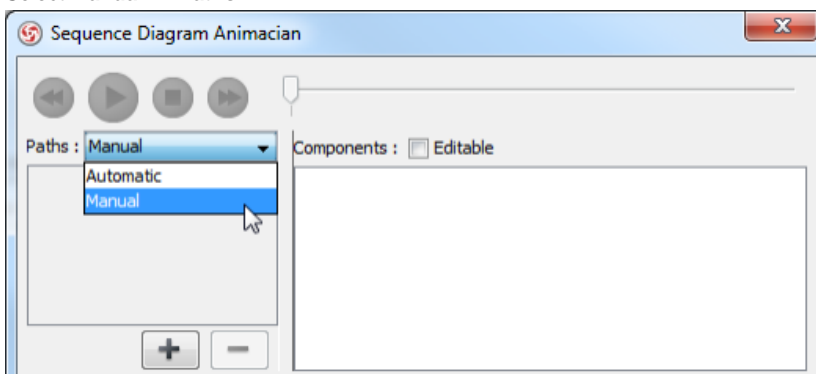 Sequence Diagram Animacian
Paths : Manual
Components : Editable
Automatic
Manual